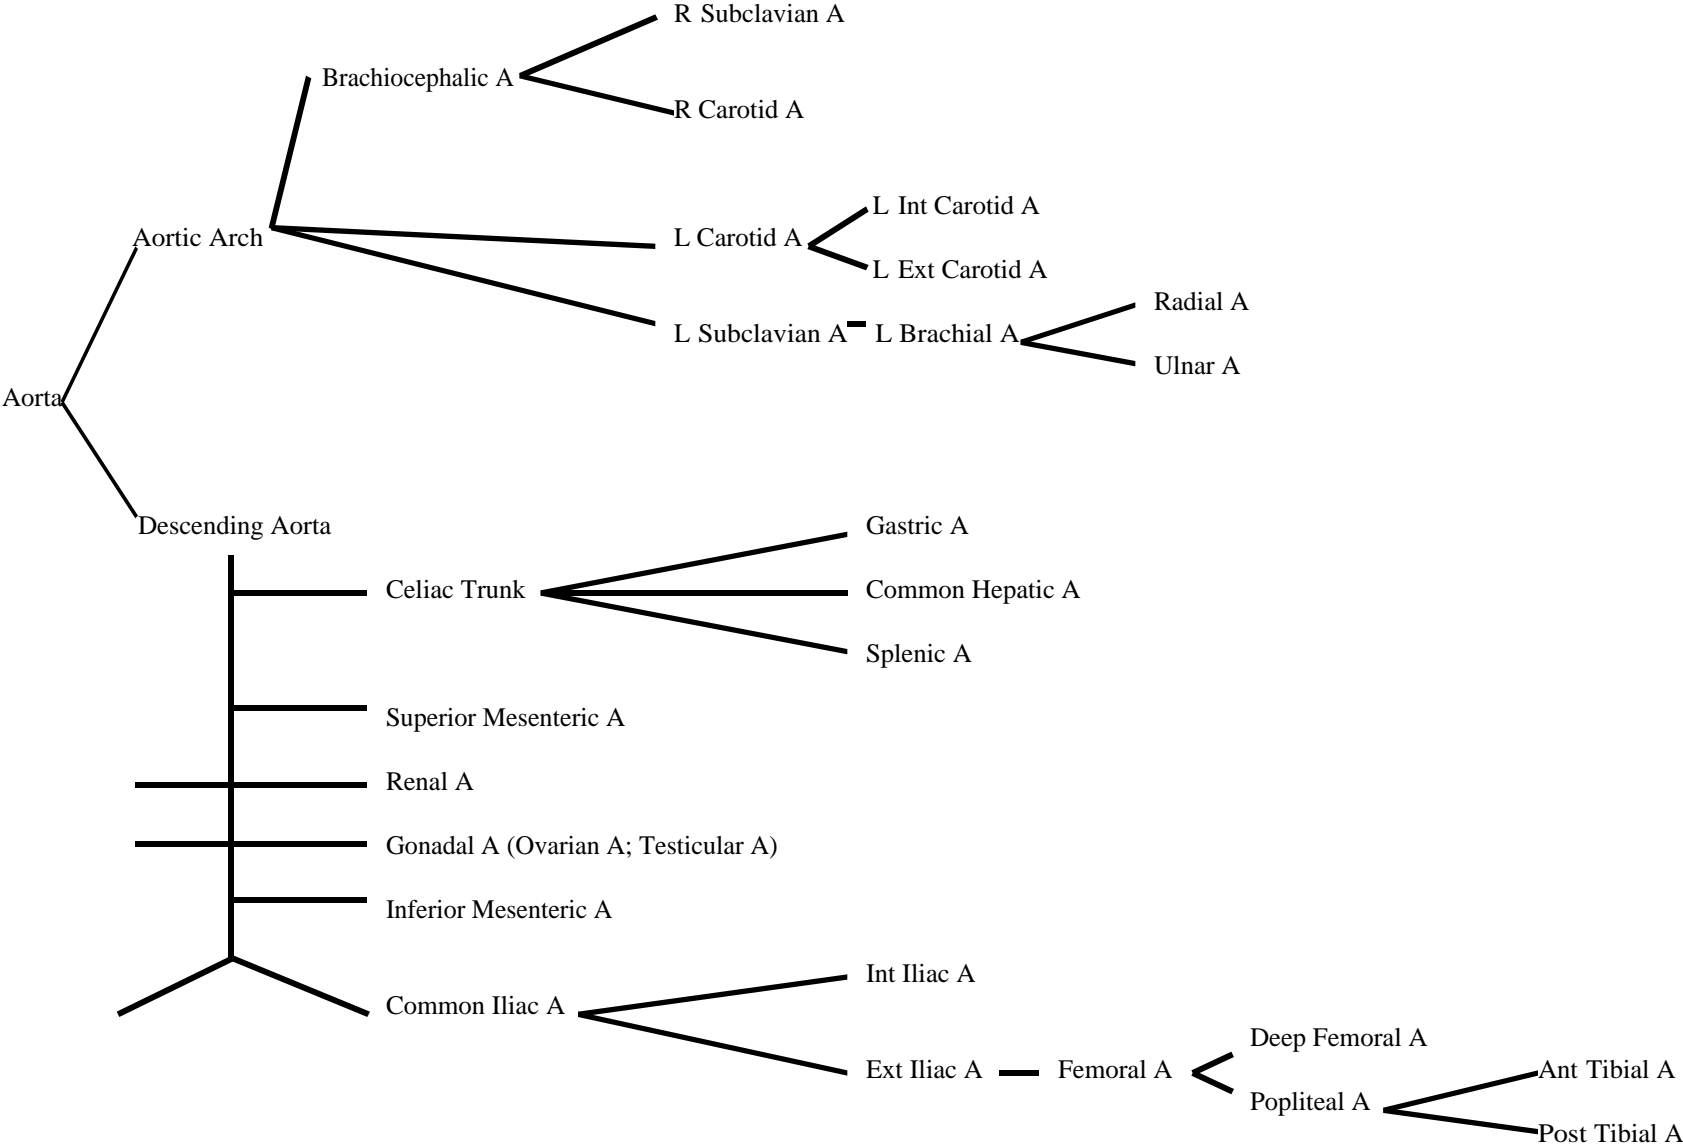 R Subclavian A
Brachiocephalic A
R Carotid A
L Int Carotid A
Aortic Arch
L Carotid A
L Ext Carotid A
Radial A
L Subclavian A
L Brachial A
Ulnar A
Aorta
Descending Aorta
Gastric A
Celiac Trunk
Common Hepatic A
Splenic A
Superior Mesenteric A
Renal A
Gonadal A (Ovarian A; Testicular A)
Inferior Mesenteric A
Int Iliac A
Common Iliac A
Deep Femoral A
Ext Iliac A
Femoral A
Ant Tibial A
Popliteal A
Post Tibial A